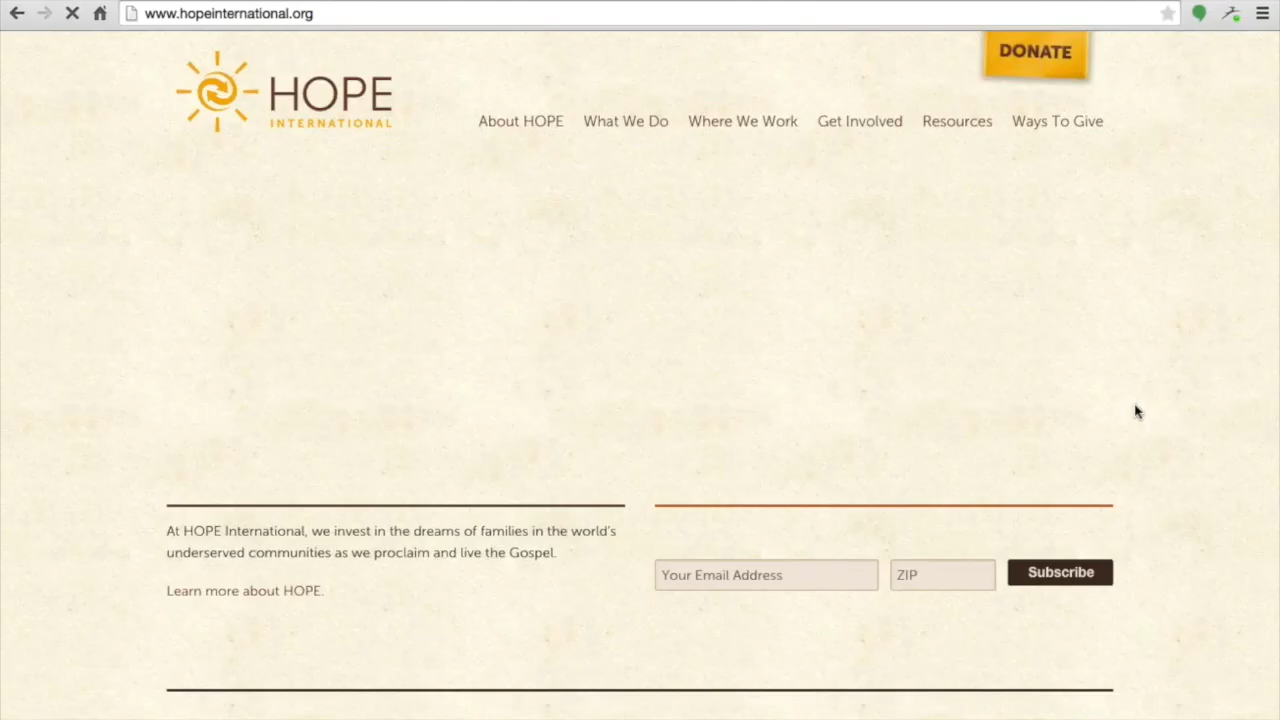 www.hopeinternational.org
DONATE
HOPE
INTERNATIONAL
About HOPE What We Do Where We Work Get Involved Resources Ways To Give
At HOPE International, we invest in the dreams of families in the world's
underserved communities as we proclaim and live the Gospel.
Learn more about HOPE.
Your Email Address ZIP Subscribe